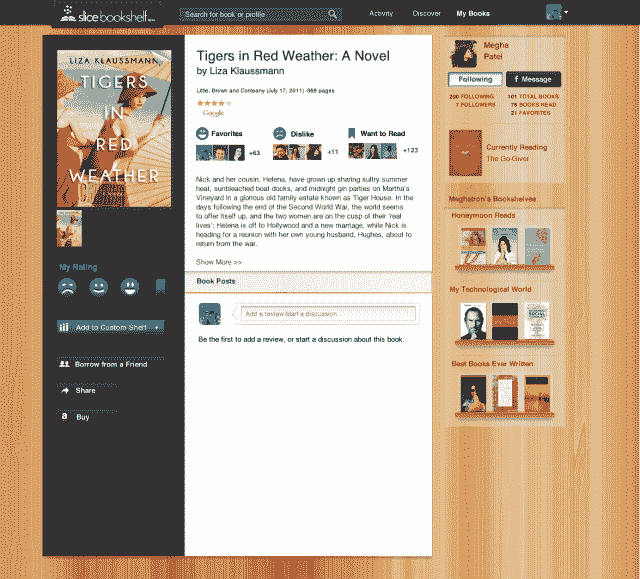 slice bookshelf
Search for book or profile
Activity
Discover
My Books
LIZA KLAUSSMANN
TIGERS
IN
RED
WEATHER
My Rating
Add to Custom Shelf
Borrow from a Friend
Share
a Buy
Tigers in Red Weather: A Novel
by Liza Klaussmann
Little, Brown and Company (July 17, 2011) 368 pages
Google
Favorites
Dislike
Want to Read
+63
+11
+123
Nick and her cousin, Helena, have grown up sharing sultry summer
heat, sunbleached boat docks, and midnight gin parties on Martha's
Vineyard in a glorious old family estate known as Tiger House. In the
days following the end of the Second World War, the world seems
to offer itself up, and the two women are on the cusp of their 'real
lives': Helena is off to Hollywood and a new marriage, while Nick is
heading for a reunion with her own young husband, Hughes, about to
return from the war.
Show More >>
Book Posts
Add a review/start a discussion...
Be the first to add a review, or start a discussion about this book.
Megha
Patel
Following
f Message
200 FOLLOWING
7 FOLLOWERS
101 TOTAL BOOKS
75 BOOKS READ
21 FAVORITES
Currently Reading
The Go-Giver
Meghatron's Bookshelves
Honeymoon Reads
My Technological World
Best Books Ever Written